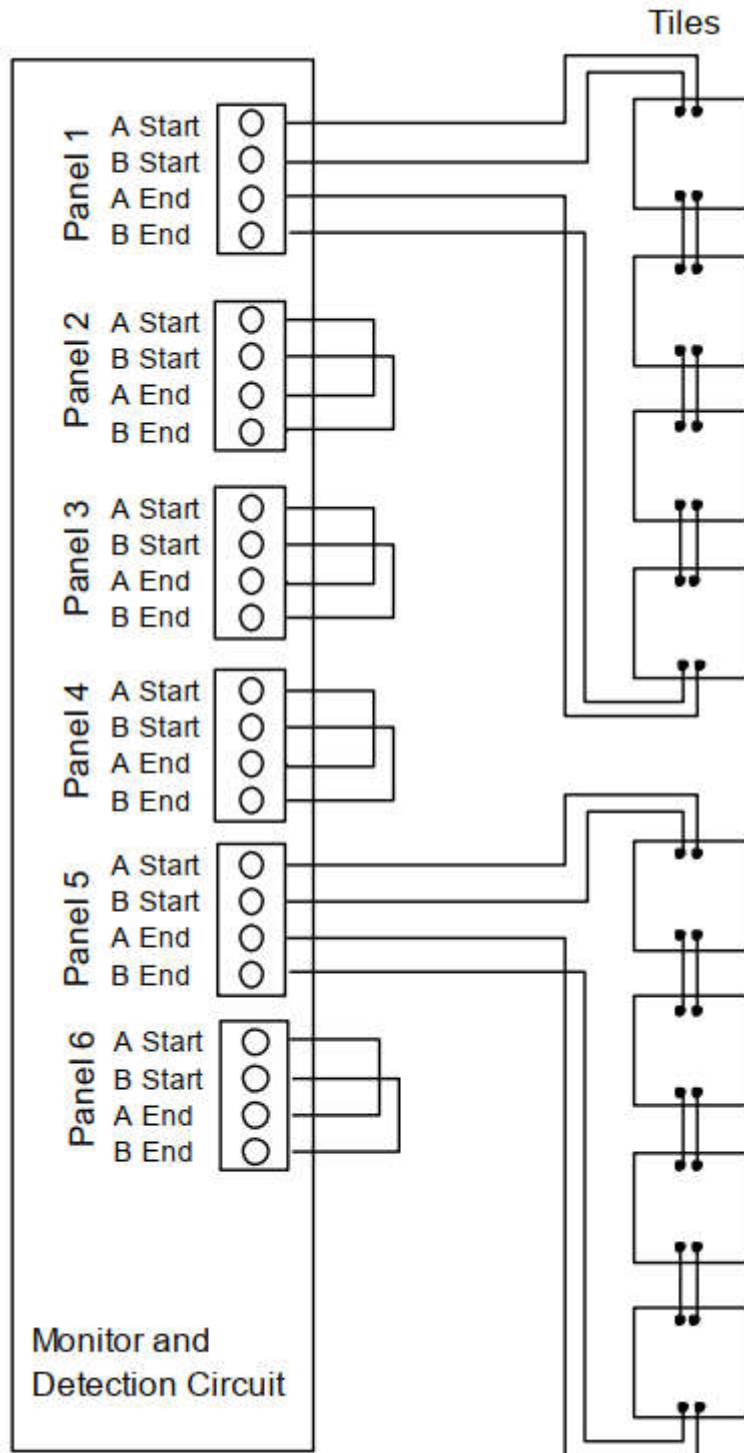 Tiles
Panel 1
A Start
B Start
A End
B End
Panel 2
A Start
B Start
A End
B End
Panel 3
A Start
B Start
A End
B End
Panel 4
A Start
B Start
A End
B End
Panel 5
A Start
B Start
A End
B End
Panel 6
A Start
B Start
A End
B End
Monitor and
Detection Circuit